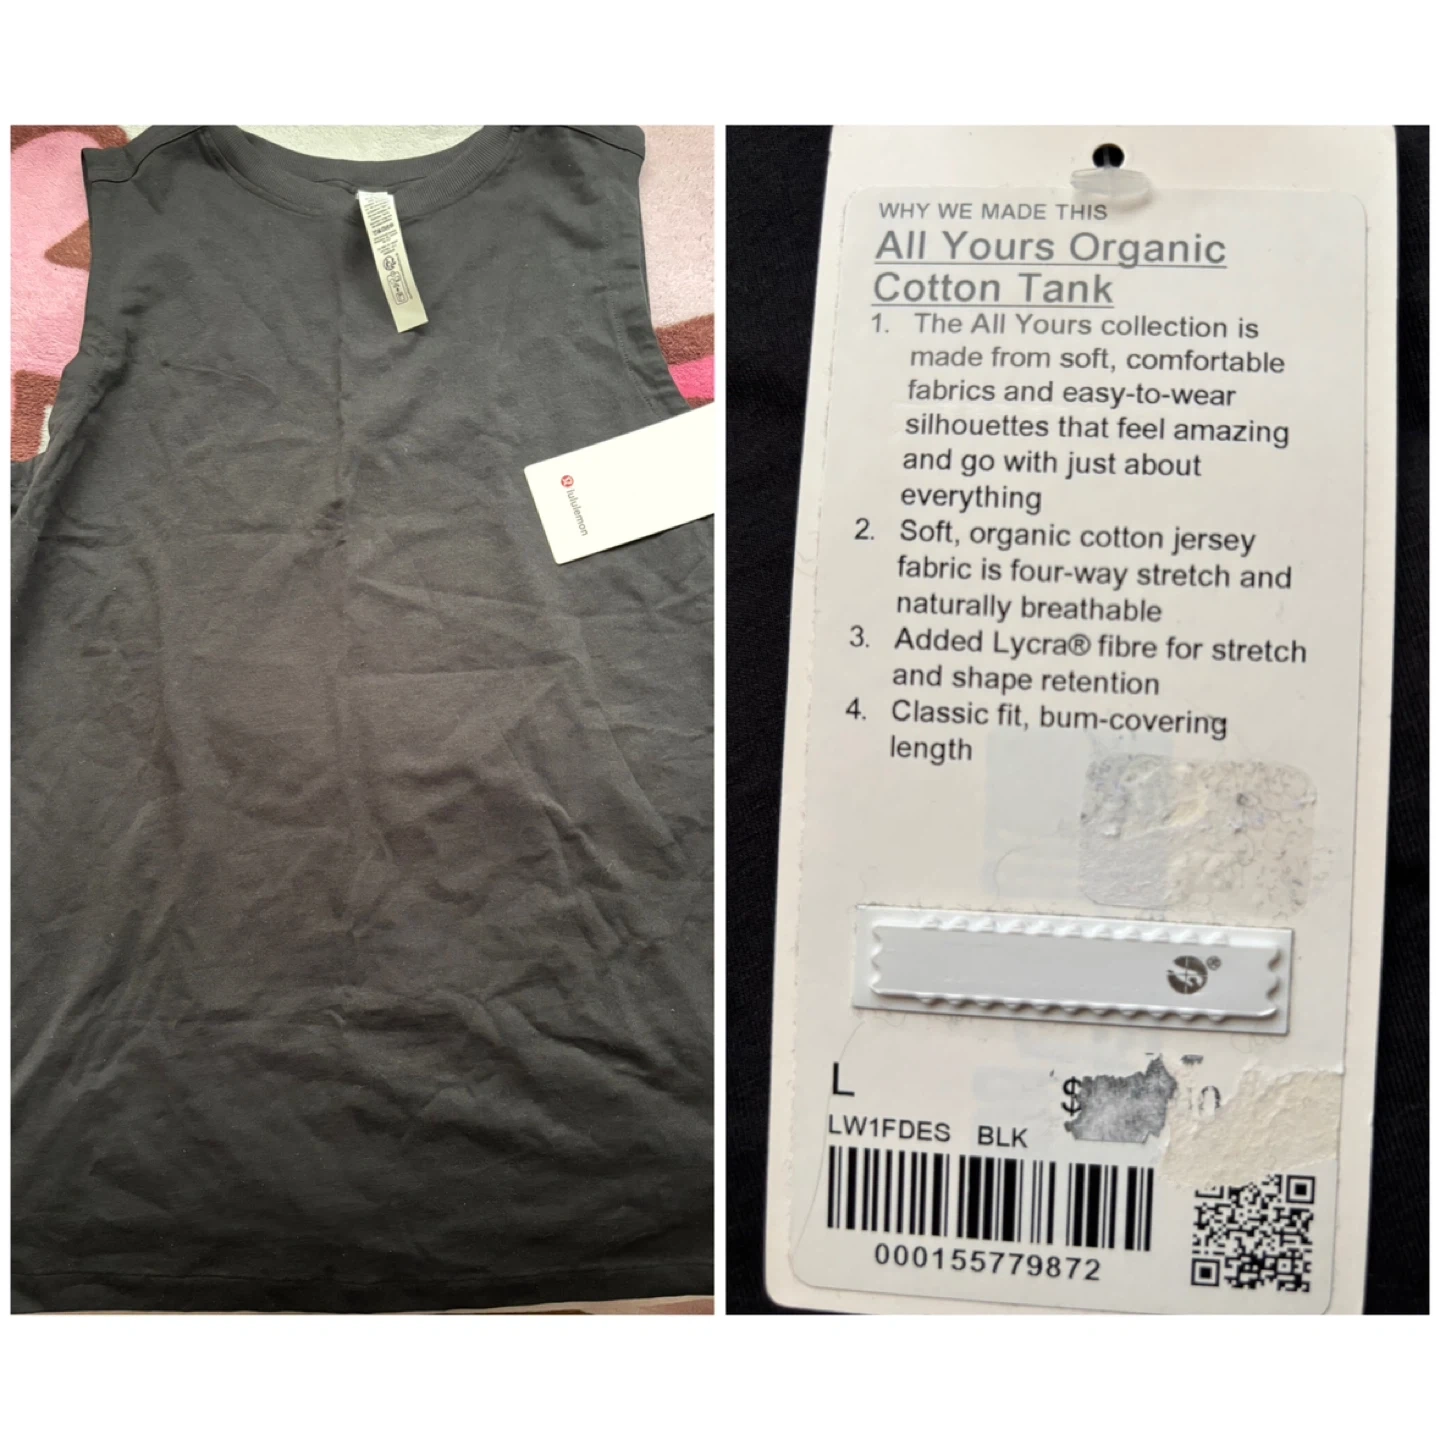 lululemon
WHY WE MADE THIS
All Yours Organic
Cotton Tank
1. The All Yours collection is
made from soft, comfortable
fabrics and easy-to-wear
silhouettes that feel amazing
and go with just about
everything
2. Soft, organic cotton jersey
fabric is four-way stretch and
naturally breathable
3. Added Lycra® fibre for stretch
and shape retention
4. Classic fit, bum-covering
length
®
L
$
LW1FDES BLK
000155779872